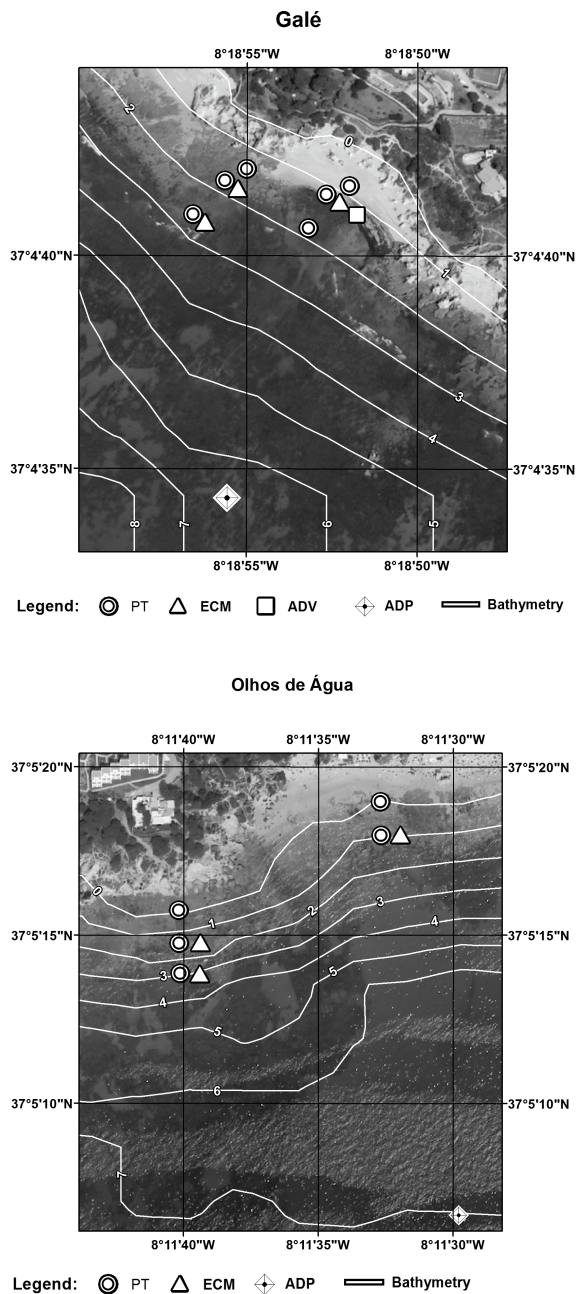 Galé
8°18'55"W 8°18'50"W
2
0
1
37°4'40"N 37°4'40"N
3
4
37°4'35"N 37°4'35"N
8 7 6 5
8°18'55"W 8°18'50"W
Legend: PT ECM ADV ADP Bathymetry
Olhos de Água
8°11'40"W 8°11'35"W 8°11'30"W
37°5'20"N 37°5'20"N
0
3
2
4
1
37°5'15"N 37°5'15"N
3
5
4
5
6
37°5'10"N 37°5'10"N
7
8°11'40"W 8°11'35"W 8°11'30"W
Legend: PT ECM ADP Bathymetry